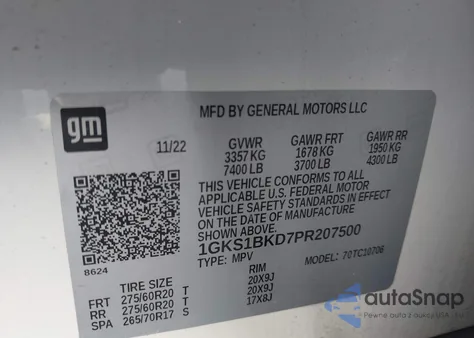 gm
MFD BY GENERAL MOTORS LLC
11/22 GVWR GAWR FRT GAWR RR
3357 KG 1678 KG 1950 KG
7400 LB 3700 LB 4300 LB
THIS VEHICLE CONFORMS TO ALL
APPLICABLE U.S. FEDERAL MOTOR
VEHICLE SAFETY STANDARDS IN EFFECT
ON THE DATE OF MANUFACTURE SHOWN ABOVE.
1GKS1BKD7PR207500
TYPE: MPV MODEL: 70TC10706
8624
TIRE SIZE RIM
FRT 275/60R20 T 20X9J
RR 275/60R20 T 20X9J
SPA 265/70R17 S 17X8J
autoSnap
Pewne auta z USA